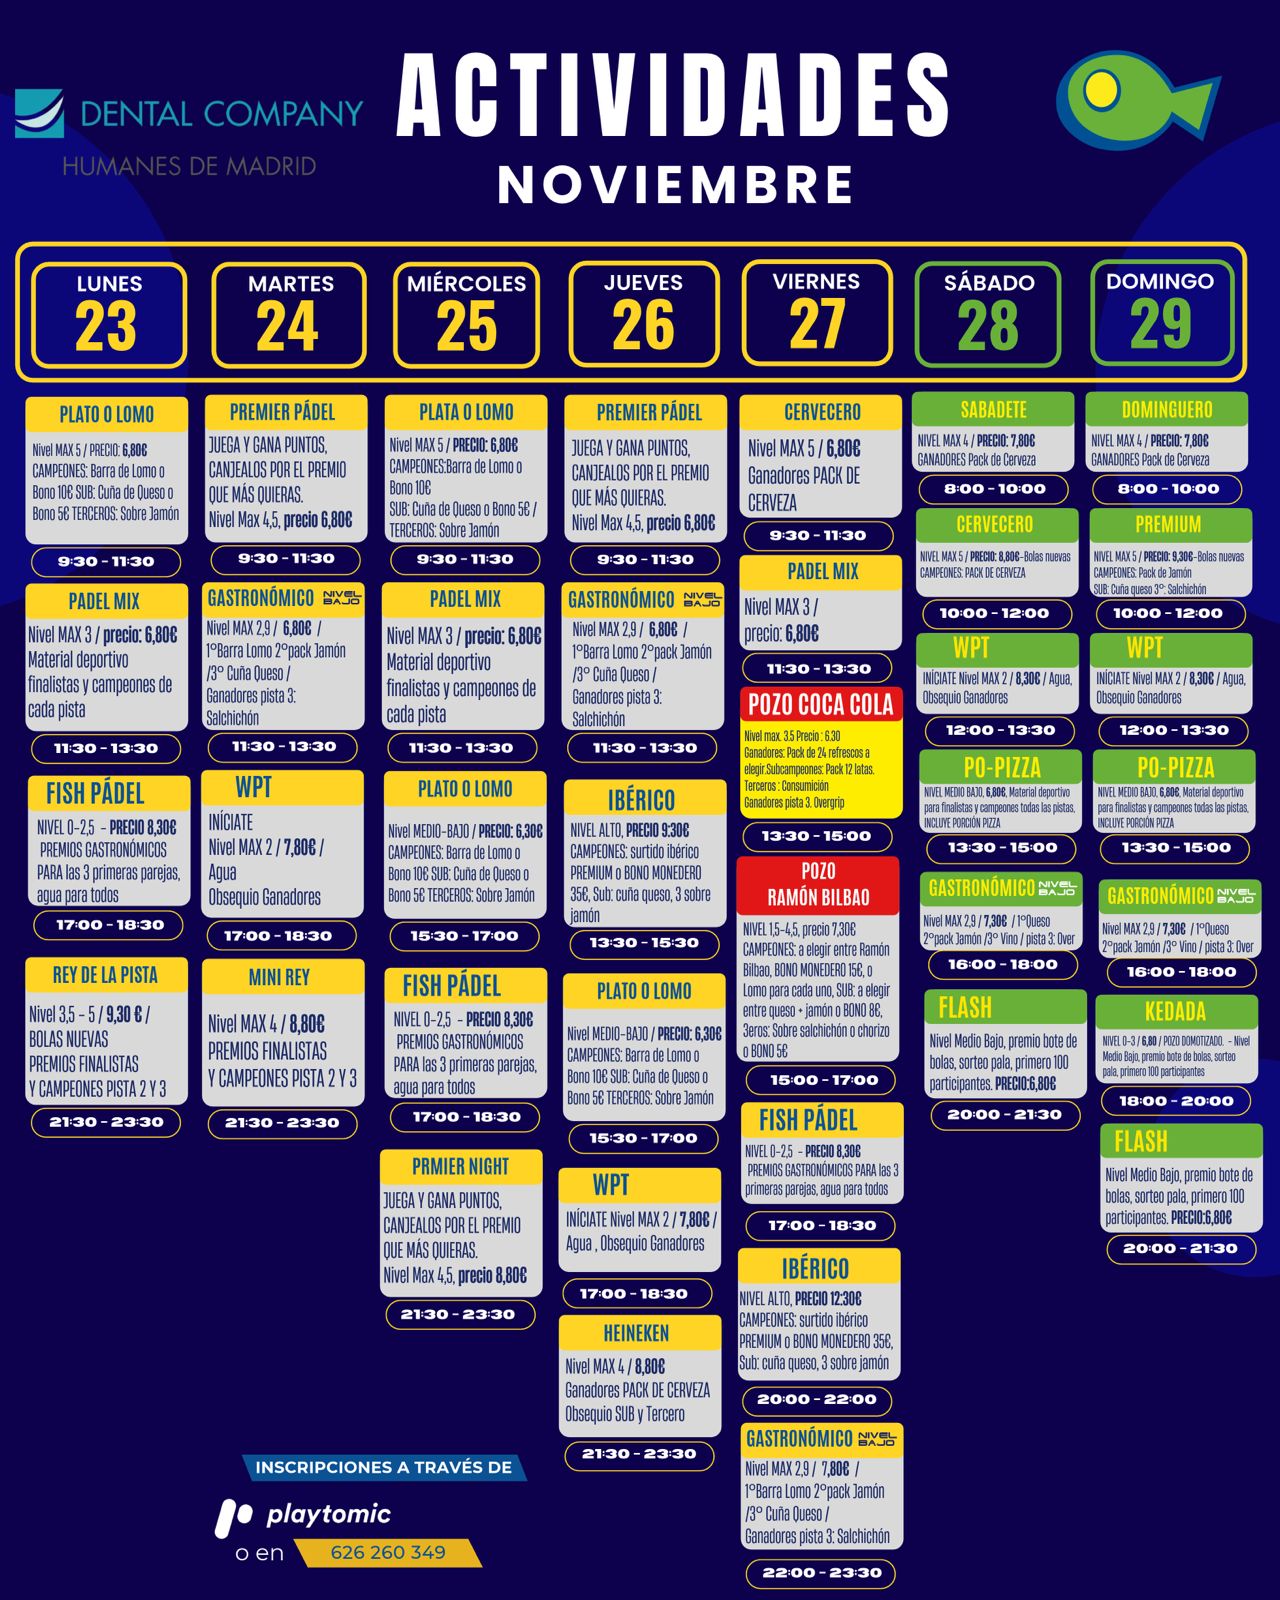 DENTAL COMPANY
HUMANES DE MADRID
ACTIVIDADES
NOVIEMBRE
LUNES
23
MARTES
24
MIÉRCOLES
25
JUEVES
26
VIERNES
27
SÁBADO
28
DOMINGO
29
PLATO O LOMO
Nivel MAX 5 / PRECIO: 6,80€
CAMPEONES: Barra de Lomo o
Bono 10€ SUB: Cuña de Queso o
Bono 5€ TERCEROS: Sobre Jamón
9:30 - 11:30
PADEL MIX
Nivel MAX 3 / precio: 6,80€
Material deportivo
finalistas y campeones de
cada pista
11:30 - 13:30
FISH PÁDEL
NIVEL 0-2,5 - PRECIO 8,30€
PREMIOS GASTRONÓMICOS
PARA las 3 primeras parejas,
agua para todos
17:00 - 18:30
REY DE LA PISTA
Nivel 3,5 - 5 / 9,30 € /
BOLAS NUEVAS
PREMIOS FINALISTAS
Y CAMPEONES PISTA 2 Y 3
21:30 - 23:30
PREMIER PÁDEL
JUEGA Y GANA PUNTOS,
CANJEALOS POR EL PREMIO
QUE MÁS QUIERAS.
Nivel Max 4,5, precio 6,80€
9:30 - 11:30
GASTRONÓMICO NIVEL BAJO
Nivel MAX 2,9 / 6,80€ /
1ºBarra Lomo 2ºpack Jamón
/3º Cuña Queso /
Ganadores pista 3:
Salchichón
11:30 - 13:30
WPT
INÍCIATE
Nivel MAX 2 / 7,80€ /
Agua
Obsequio Ganadores
17:00 - 18:30
MINI REY
Nivel MAX 4 / 8,80€
PREMIOS FINALISTAS
Y CAMPEONES PISTA 2 Y 3
21:30 - 23:30
PLATA O LOMO
Nivel MAX 5 / PRECIO: 6,80€
CAMPEONES:Barra de Lomo o
Bono 10€
SUB: Cuña de Queso o Bono 5€ /
TERCEROS: Sobre Jamón
9:30 - 11:30
PADEL MIX
Nivel MAX 3 / precio: 6,80€
Material deportivo
finalistas y campeones de
cada pista
11:30 - 13:30
PLATO O LOMO
Nivel MEDIO-BAJO / PRECIO: 6,30€
CAMPEONES: Barra de Lomo o
Bono 10€ SUB: Cuña de Queso o
Bono 5€ TERCEROS: Sobre Jamón
15:30 - 17:00
FISH PÁDEL
NIVEL 0-2,5 - PRECIO 8,30€
PREMIOS GASTRONÓMICOS
PARA las 3 primeras parejas,
agua para todos
17:00 - 18:30
PRMIER NIGHT
JUEGA Y GANA PUNTOS,
CANJEALOS POR EL PREMIO
QUE MÁS QUIERAS.
Nivel Max 4,5, precio 8,80€
21:30 - 23:30
PREMIER PÁDEL
JUEGA Y GANA PUNTOS,
CANJEALOS POR EL PREMIO
QUE MÁS QUIERAS.
Nivel Max 4,5, precio 6,80€
9:30 - 11:30
GASTRONÓMICO NIVEL BAJO
Nivel MAX 2,9 / 6,80€ /
1ºBarra Lomo 2ºpack Jamón
/3º Cuña Queso /
Ganadores pista 3:
Salchichón
11:30 - 13:30
IBÉRICO
NIVEL ALTO, PRECIO 9:30€
CAMPEONES: surtido ibérico
PREMIUM o BONO MONEDERO
35€, Sub: cuña queso, 3 sobre
jamón
13:30 - 15:30
PLATO O LOMO
Nivel MEDIO-BAJO / PRECIO: 6,30€
CAMPEONES: Barra de Lomo o
Bono 10€ SUB: Cuña de Queso o
Bono 5€ TERCEROS: Sobre Jamón
15:30 - 17:00
WPT
INÍCIATE Nivel MAX 2 / 7,80€ /
Agua , Obsequio Ganadores
17:00 - 18:30
HEINEKEN
Nivel MAX 4 / 8,80€
Ganadores PACK DE CERVEZA
Obsequio SUB y Tercero
21:30 - 23:30
CERVECERO
Nivel MAX 5 / 6,80€
Ganadores PACK DE
CERVEZA
9:30 - 11:30
PADEL MIX
Nivel MAX 3 /
precio: 6,80€
11:30 - 13:30
POZO COCA COLA
Nivel max. 3.5 Precio : 6.30
Ganadores: Pack de 24 refrescos a
elegir.Subcampeones: Pack 12 latas.
Terceros : Consumición
Ganadores pista 3. Overgrip
13:30 - 15:00
POZO
RAMÓN BILBAO
NIVEL 1,5-4,5, precio 7,30€
CAMPEONES: a elegir entre Ramón
Bilbao, BONO MONEDERO 15€, o
Lomo para cada uno, SUB: a elegir
entre queso + jamón o BONO 8€,
3eros: Sobre salchichón o chorizo
o BONO 5€
15:00 - 17:00
FISH PÁDEL
NIVEL 0-2,5 - PRECIO 8,30€
PREMIOS GASTRONÓMICOS PARA las 3
primeras parejas, agua para todos
17:00 - 18:30
IBÉRICO
NIVEL ALTO, PRECIO 12:30€
CAMPEONES: surtido ibérico
PREMIUM o BONO MONEDERO 35€,
Sub: cuña queso, 3 sobre jamón
20:00 - 22:00
GASTRONÓMICO NIVEL BAJO
Nivel MAX 2,9 / 7,80€ /
1ºBarra Lomo 2ºpack Jamón
/3º Cuña Queso /
Ganadores pista 3: Salchichón
22:00 - 23:30
SABADETE
NIVEL MAX 4 / PRECIO: 7,80€
GANADORES Pack de Cerveza
8:00 - 10:00
CERVECERO
NIVEL MAX 5 / PRECIO: 8,80€-Bolas nuevas
CAMPEONES: PACK DE CERVEZA
10:00 - 12:00
WPT
INÍCIATE Nivel MAX 2 / 8,30€ / Agua,
Obsequio Ganadores
12:00 - 13:30
PO-PIZZA
NIVEL MEDIO BAJO, 6,80€, Material deportivo
para finalistas y campeones todas las pistas,
INCLUYE PORCIÓN PIZZA
13:30 - 15:00
GASTRONÓMICO NIVEL BAJO
Nivel MAX 2,9 / 7,30€ / 1ºQueso
2ºpack Jamón /3º Vino / pista 3: Over
16:00 - 18:00
FLASH
Nivel Medio Bajo, premio bote de
bolas, sorteo pala, primero 100
participantes. PRECIO:6,80€
20:00 - 21:30
DOMINGUERO
NIVEL MAX 4 / PRECIO: 7,80€
GANADORES Pack de Cerveza
8:00 - 10:00
PREMIUM
NIVEL MAX 5 / PRECIO: 9,30€-Bolas nuevas
CAMPEONES: Pack de Jamón
SUB: Cuña queso 3º: Salchichón
10:00 - 12:00
WPT
INÍCIATE Nivel MAX 2 / 8,30€ / Agua,
Obsequio Ganadores
12:00 - 13:30
PO-PIZZA
NIVEL MEDIO BAJO, 6,80€, Material deportivo
para finalistas y campeones todas las pistas,
INCLUYE PORCIÓN PIZZA
13:30 - 15:00
GASTRONÓMICO NIVEL BAJO
Nivel MAX 2,9 / 7,30€ / 1ºQueso
2ºpack Jamón /3º Vino / pista 3: Over
16:00 - 18:00
KEDADA
NIVEL 0-3 / 6,80 / POZO DOMOTIZADO. - Nivel
Medio Bajo, premio bote de bolas, sorteo
pala, primero 100 participantes
18:00 - 20:00
FLASH
Nivel Medio Bajo, premio bote de
bolas, sorteo pala, primero 100
participantes. PRECIO:6,80€
20:00 - 21:30
INSCRIPCIONES A TRAVÉS DE
playtomic
o en 626 260 349